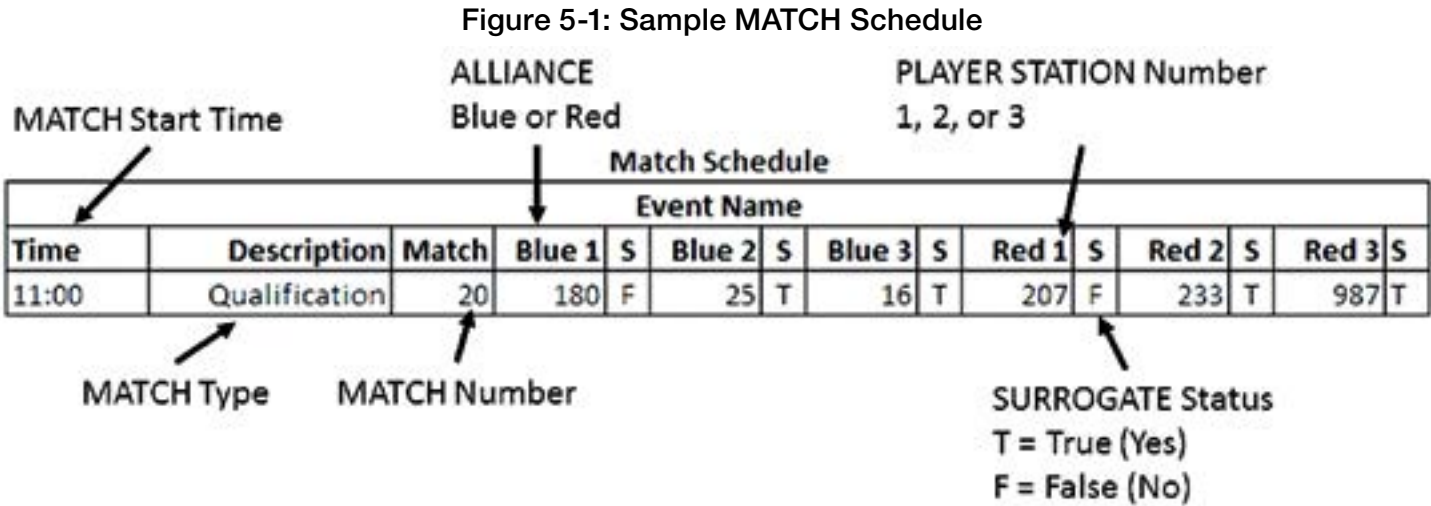 Figure 5-1: Sample MATCH Schedule
ALLIANCE
Blue or Red
PLAYER STATION Number
1, 2, or 3
MATCH Start Time
Match Schedule
Event Name
Time Description Match Blue 1 S Blue 2 S Blue 3 S Red 1 S Red 2 S Red 3 S
11:00 Qualification 20 180 F 25 T 16 T 207 F 233 T 987 T
MATCH Type
MATCH Number
SURROGATE Status
T = True (Yes)
F = False (No)